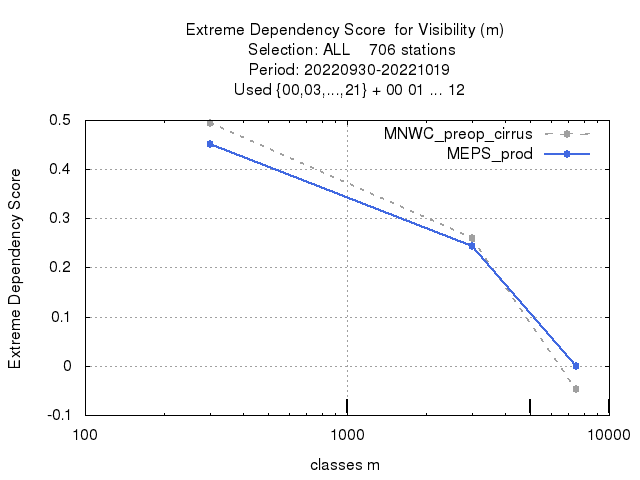 Extreme Dependency Score  for Visibility (m)
Selection: ALL    706 stations
Period: 20220930-20221019
Used {00,03,...,21} + 00 01 ... 12
MNWC_preop_cirrus
MEPS_prod
0.5
0.4
0.3
0.2
0.1
0
-0.1
Extreme Dependency Score
100
1000
10000
classes m